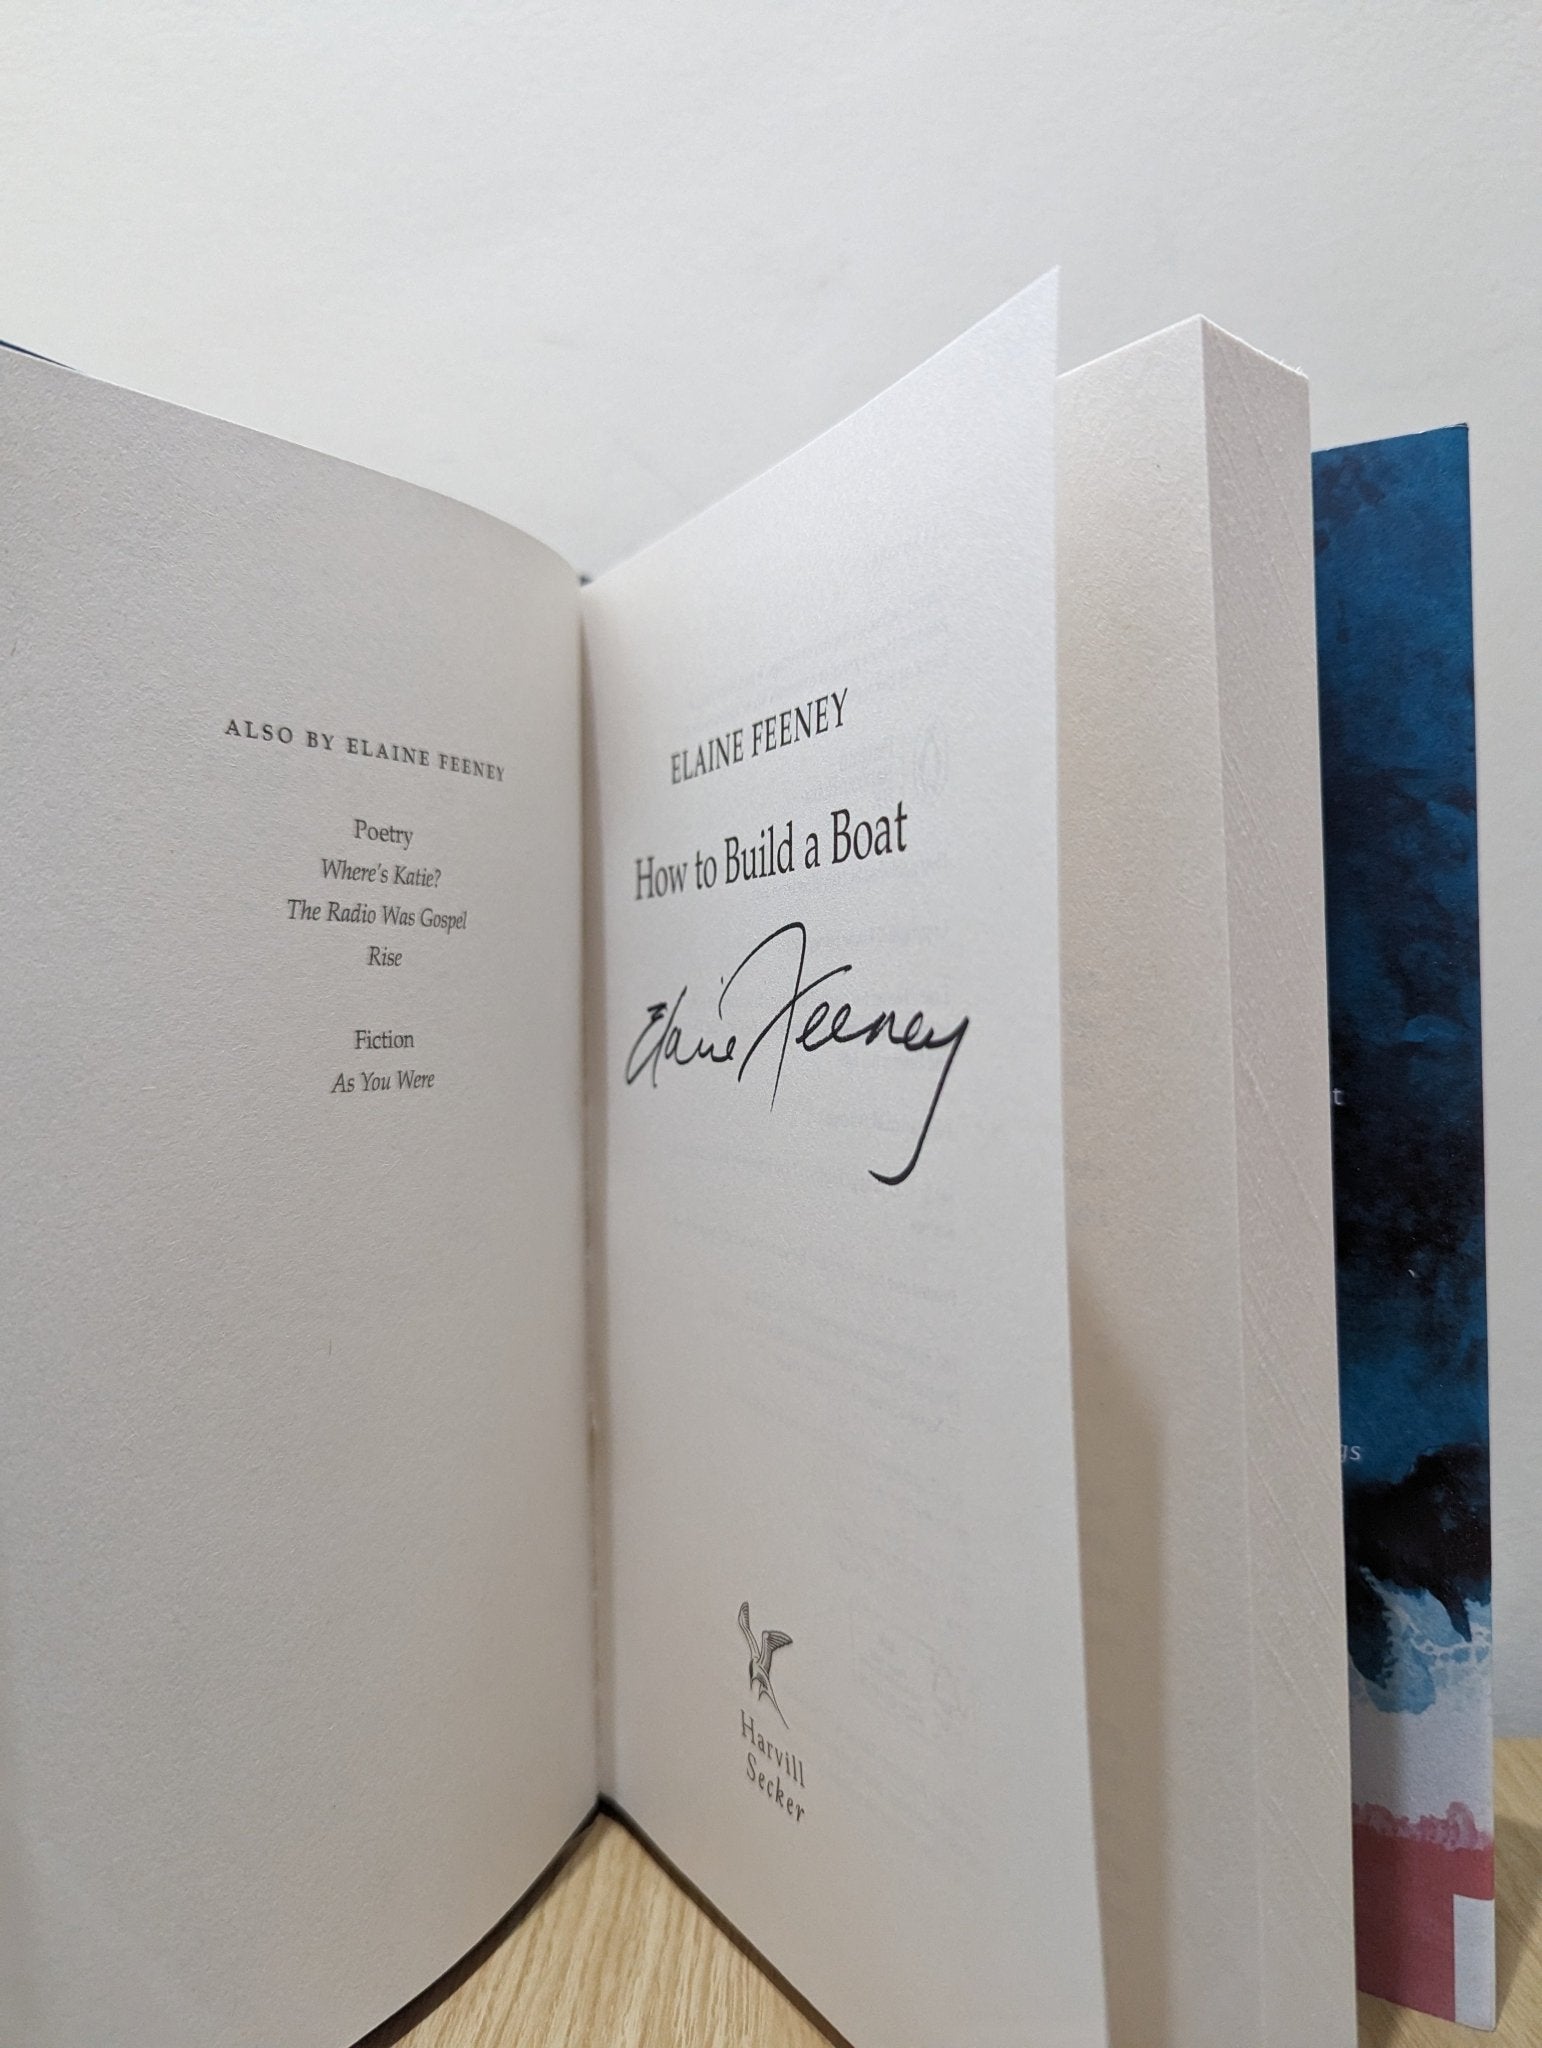 ALSO BY ELAINE FEENEY
Poetry
Where's Katie?
The Radio Was Gospel
Rise
Fiction
As You Were
ELAINE FEENEY
How to Build a Boat
Elaine Feeney
Harvill
Secker